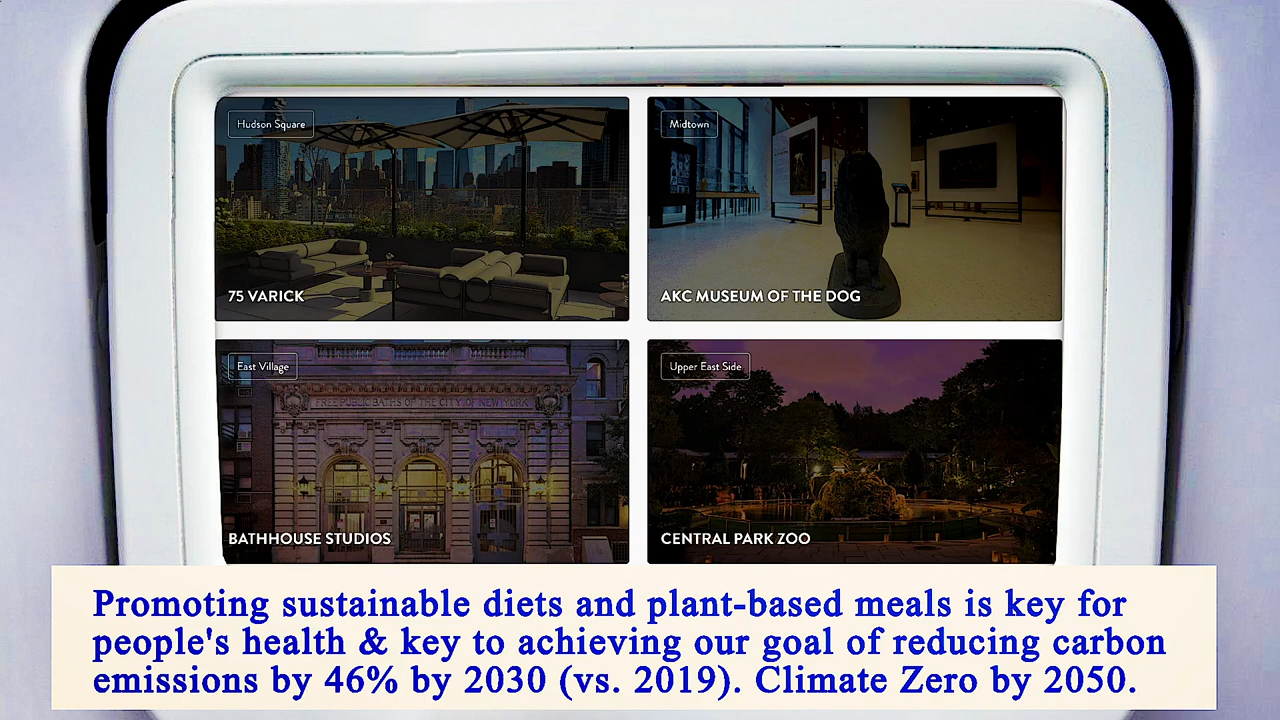 Hudson Square
75 VARICK
Midtown
AKC MUSEUM OF THE DOG
East Village
FREE PUBLIC BATHS OF THE CITY OF NEW YORK
BATHHOUSE STUDIOS
Upper East Side
CENTRAL PARK ZOO
Promoting sustainable diets and plant-based meals is key for
people's health & key to achieving our goal of reducing carbon
emissions by 46% by 2030 (vs. 2019). Climate Zero by 2050.